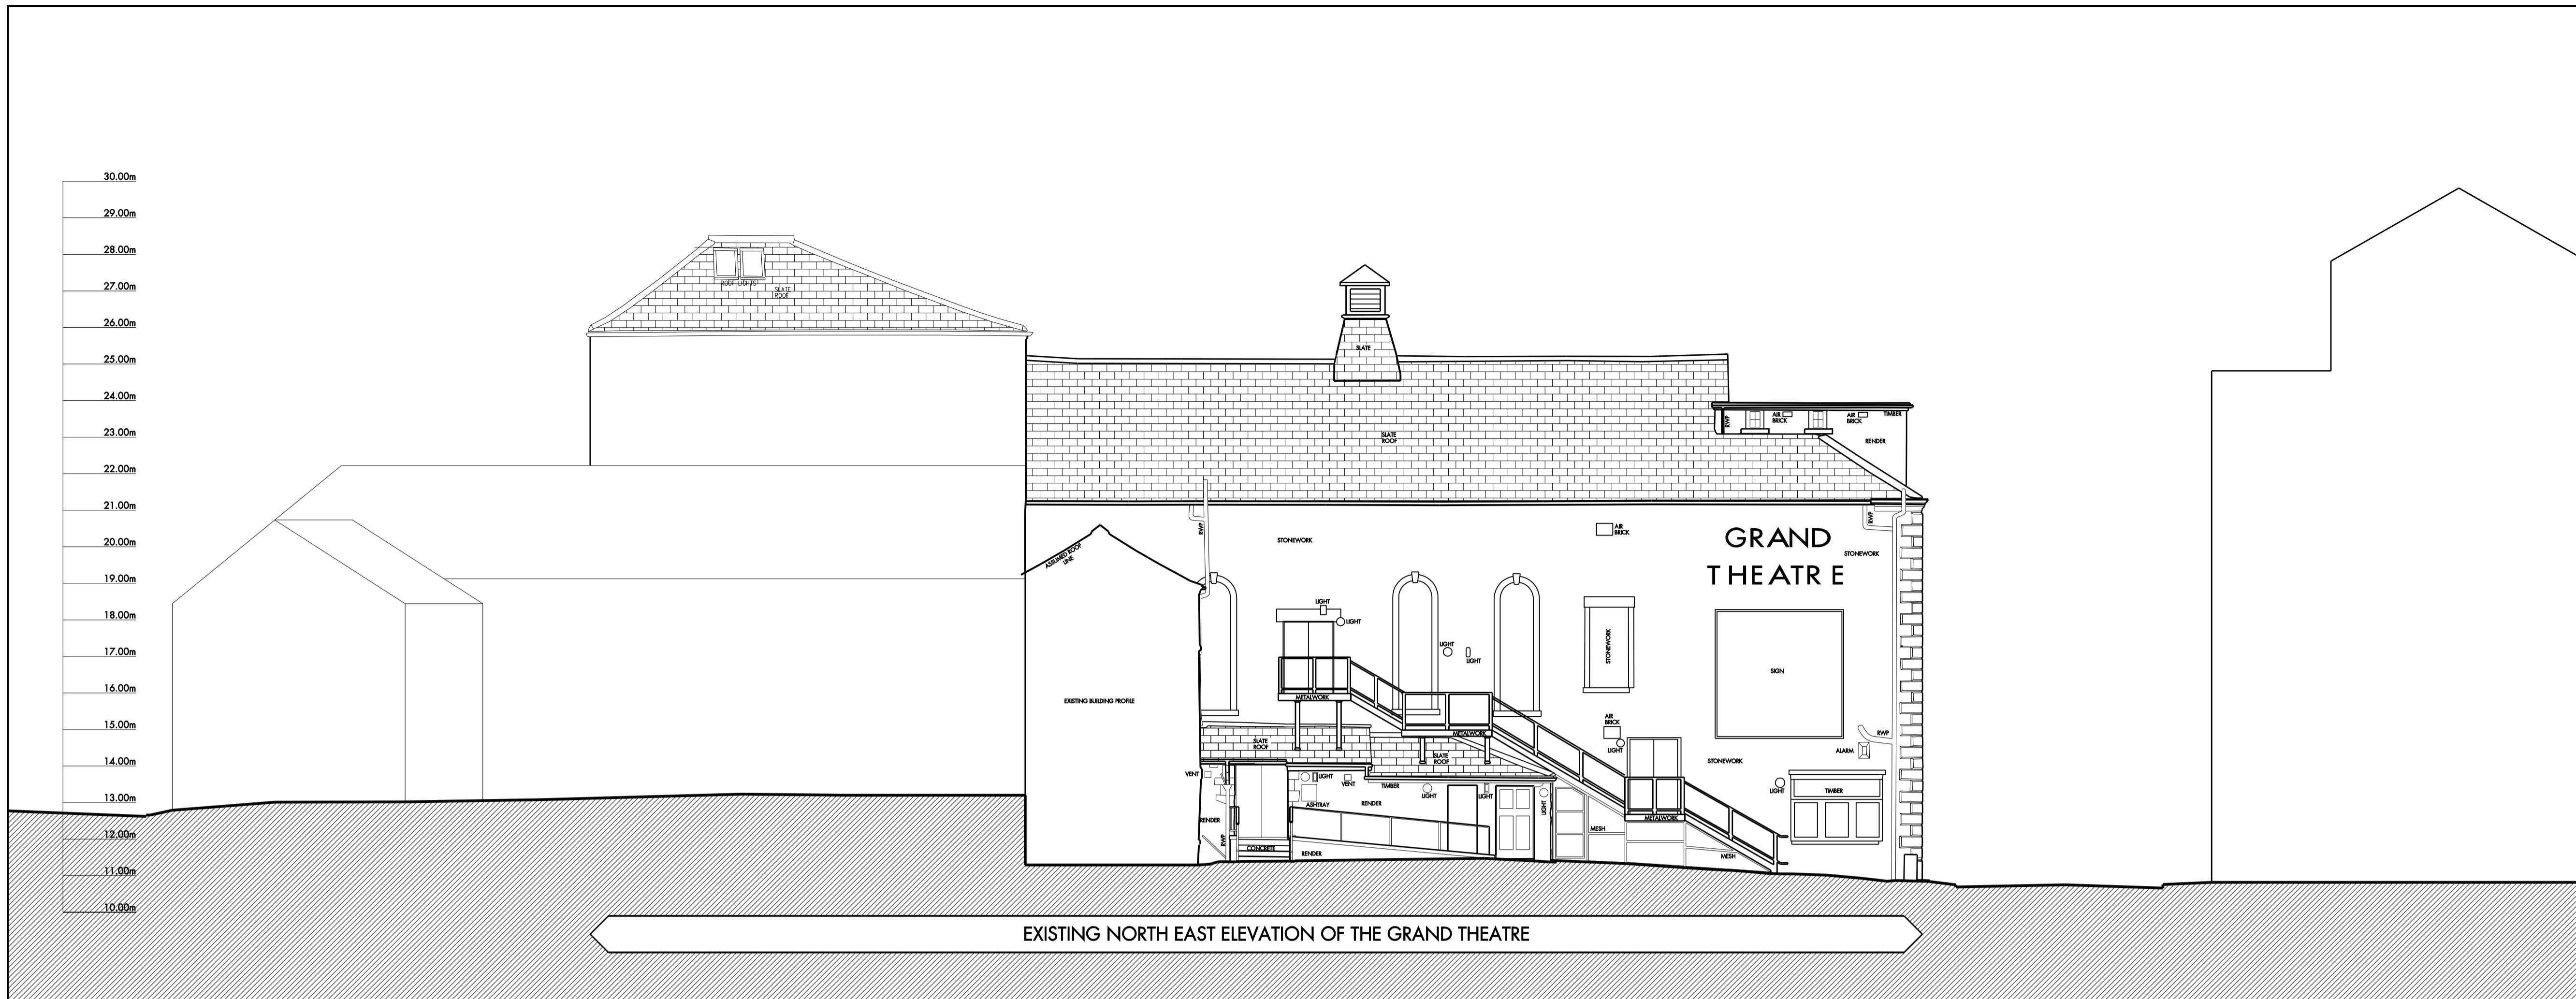 30.00m
29.00m
28.00m
27.00m
26.00m
25.00m
24.00m
23.00m
22.00m
21.00m
20.00m
19.00m
18.00m
17.00m
16.00m
15.00m
14.00m
13.00m
12.00m
11.00m
10.00m
ROOF LIGHTS
SLATE
ROOF
SLATE
SLATE
ROOF
RWP
AIR
BRICK
AIR
BRICK
TIMBER
RENDER
RWP
ASSUMED ROOF
LINE
STONEWORK
AIR
BRICK
GRAND
THEATRE
RWP
STONEWORK
LIGHT
LIGHT
LIGHT
LIGHT
STONEWORK
SIGN
EXISTING BUILDING PROFILE
METALWORK
METALWORK
AIR
BRICK
LIGHT
RWP
ALARM
STONEWORK
SLATE
ROOF
SLATE
ROOF
VENT
LIGHT
VENT
TIMBER
LIGHT
LIGHT
LIGHT
ASHTRAY
RENDER
LIGHT
TIMBER
RENDER
RWP
CONCRETE
RENDER
MESH
METALWORK
MESH
EXISTING NORTH EAST ELEVATION OF THE GRAND THEATRE